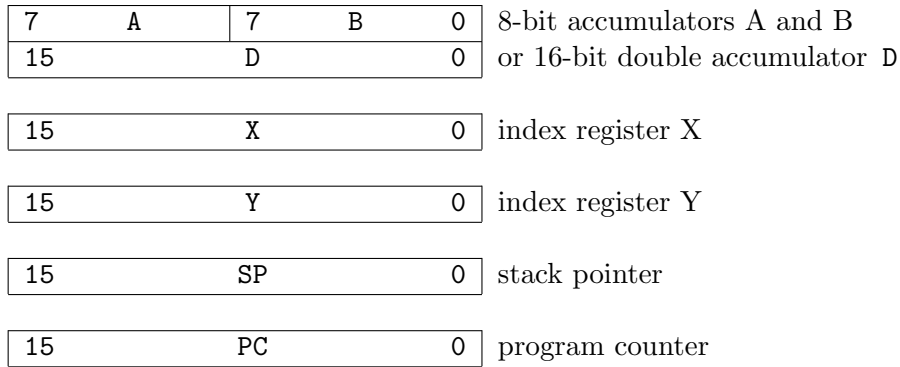 7 A 7 B 0 8-bit accumulators A and B
15 D 0 or 16-bit double accumulator D
15 X 0 index register X
15 Y 0 index register Y
15 SP 0 stack pointer
15 PC 0 program counter